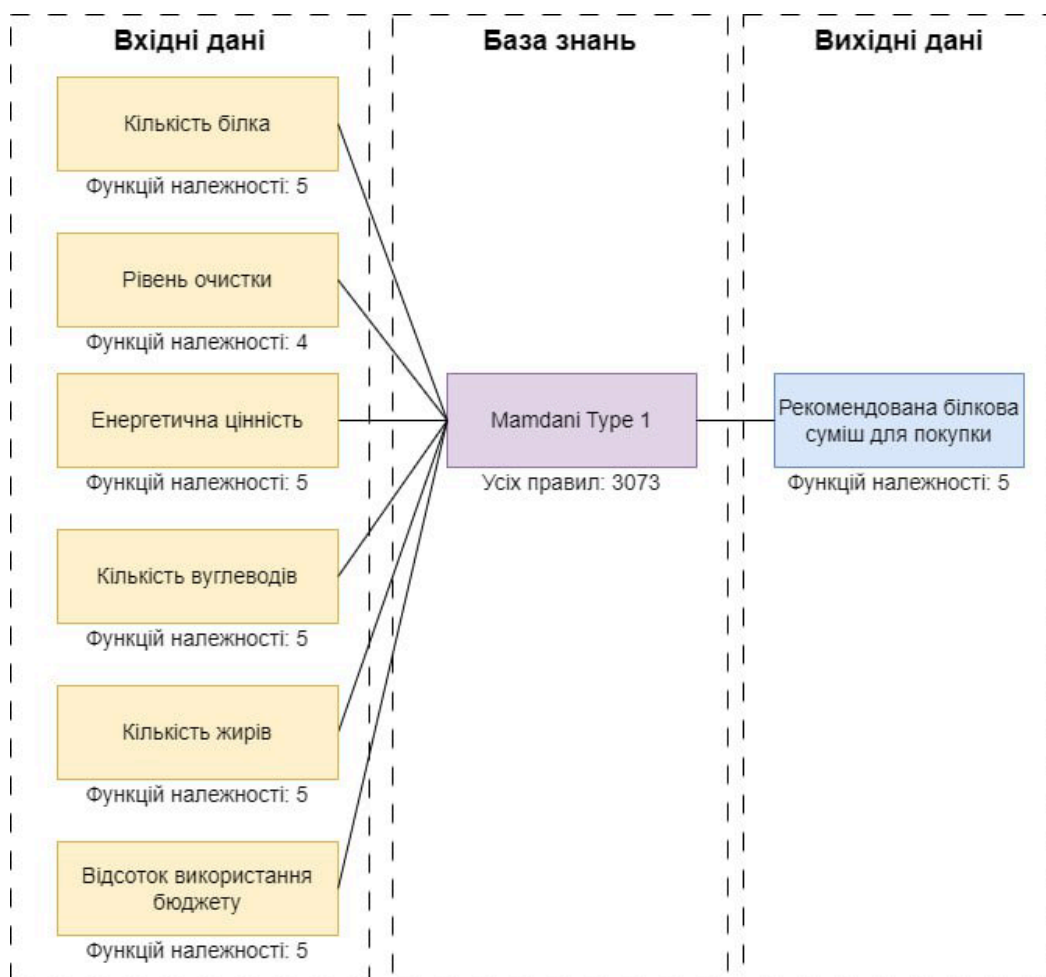 Вхідні дані
База знань
Вихідні дані
Кількість білка
Функцій належності: 5
Рівень очистки
Функцій належності: 4
Енергетична цінність
Функцій належності: 5
Кількість вуглеводів
Функцій належності: 5
Кількість жирів
Функцій належності: 5
Відсоток використання
бюджету
Функцій належності: 5
Mamdani Type 1
Усіх правил: 3073
Рекомендована білкова
суміш для покупки
Функцій належності: 5